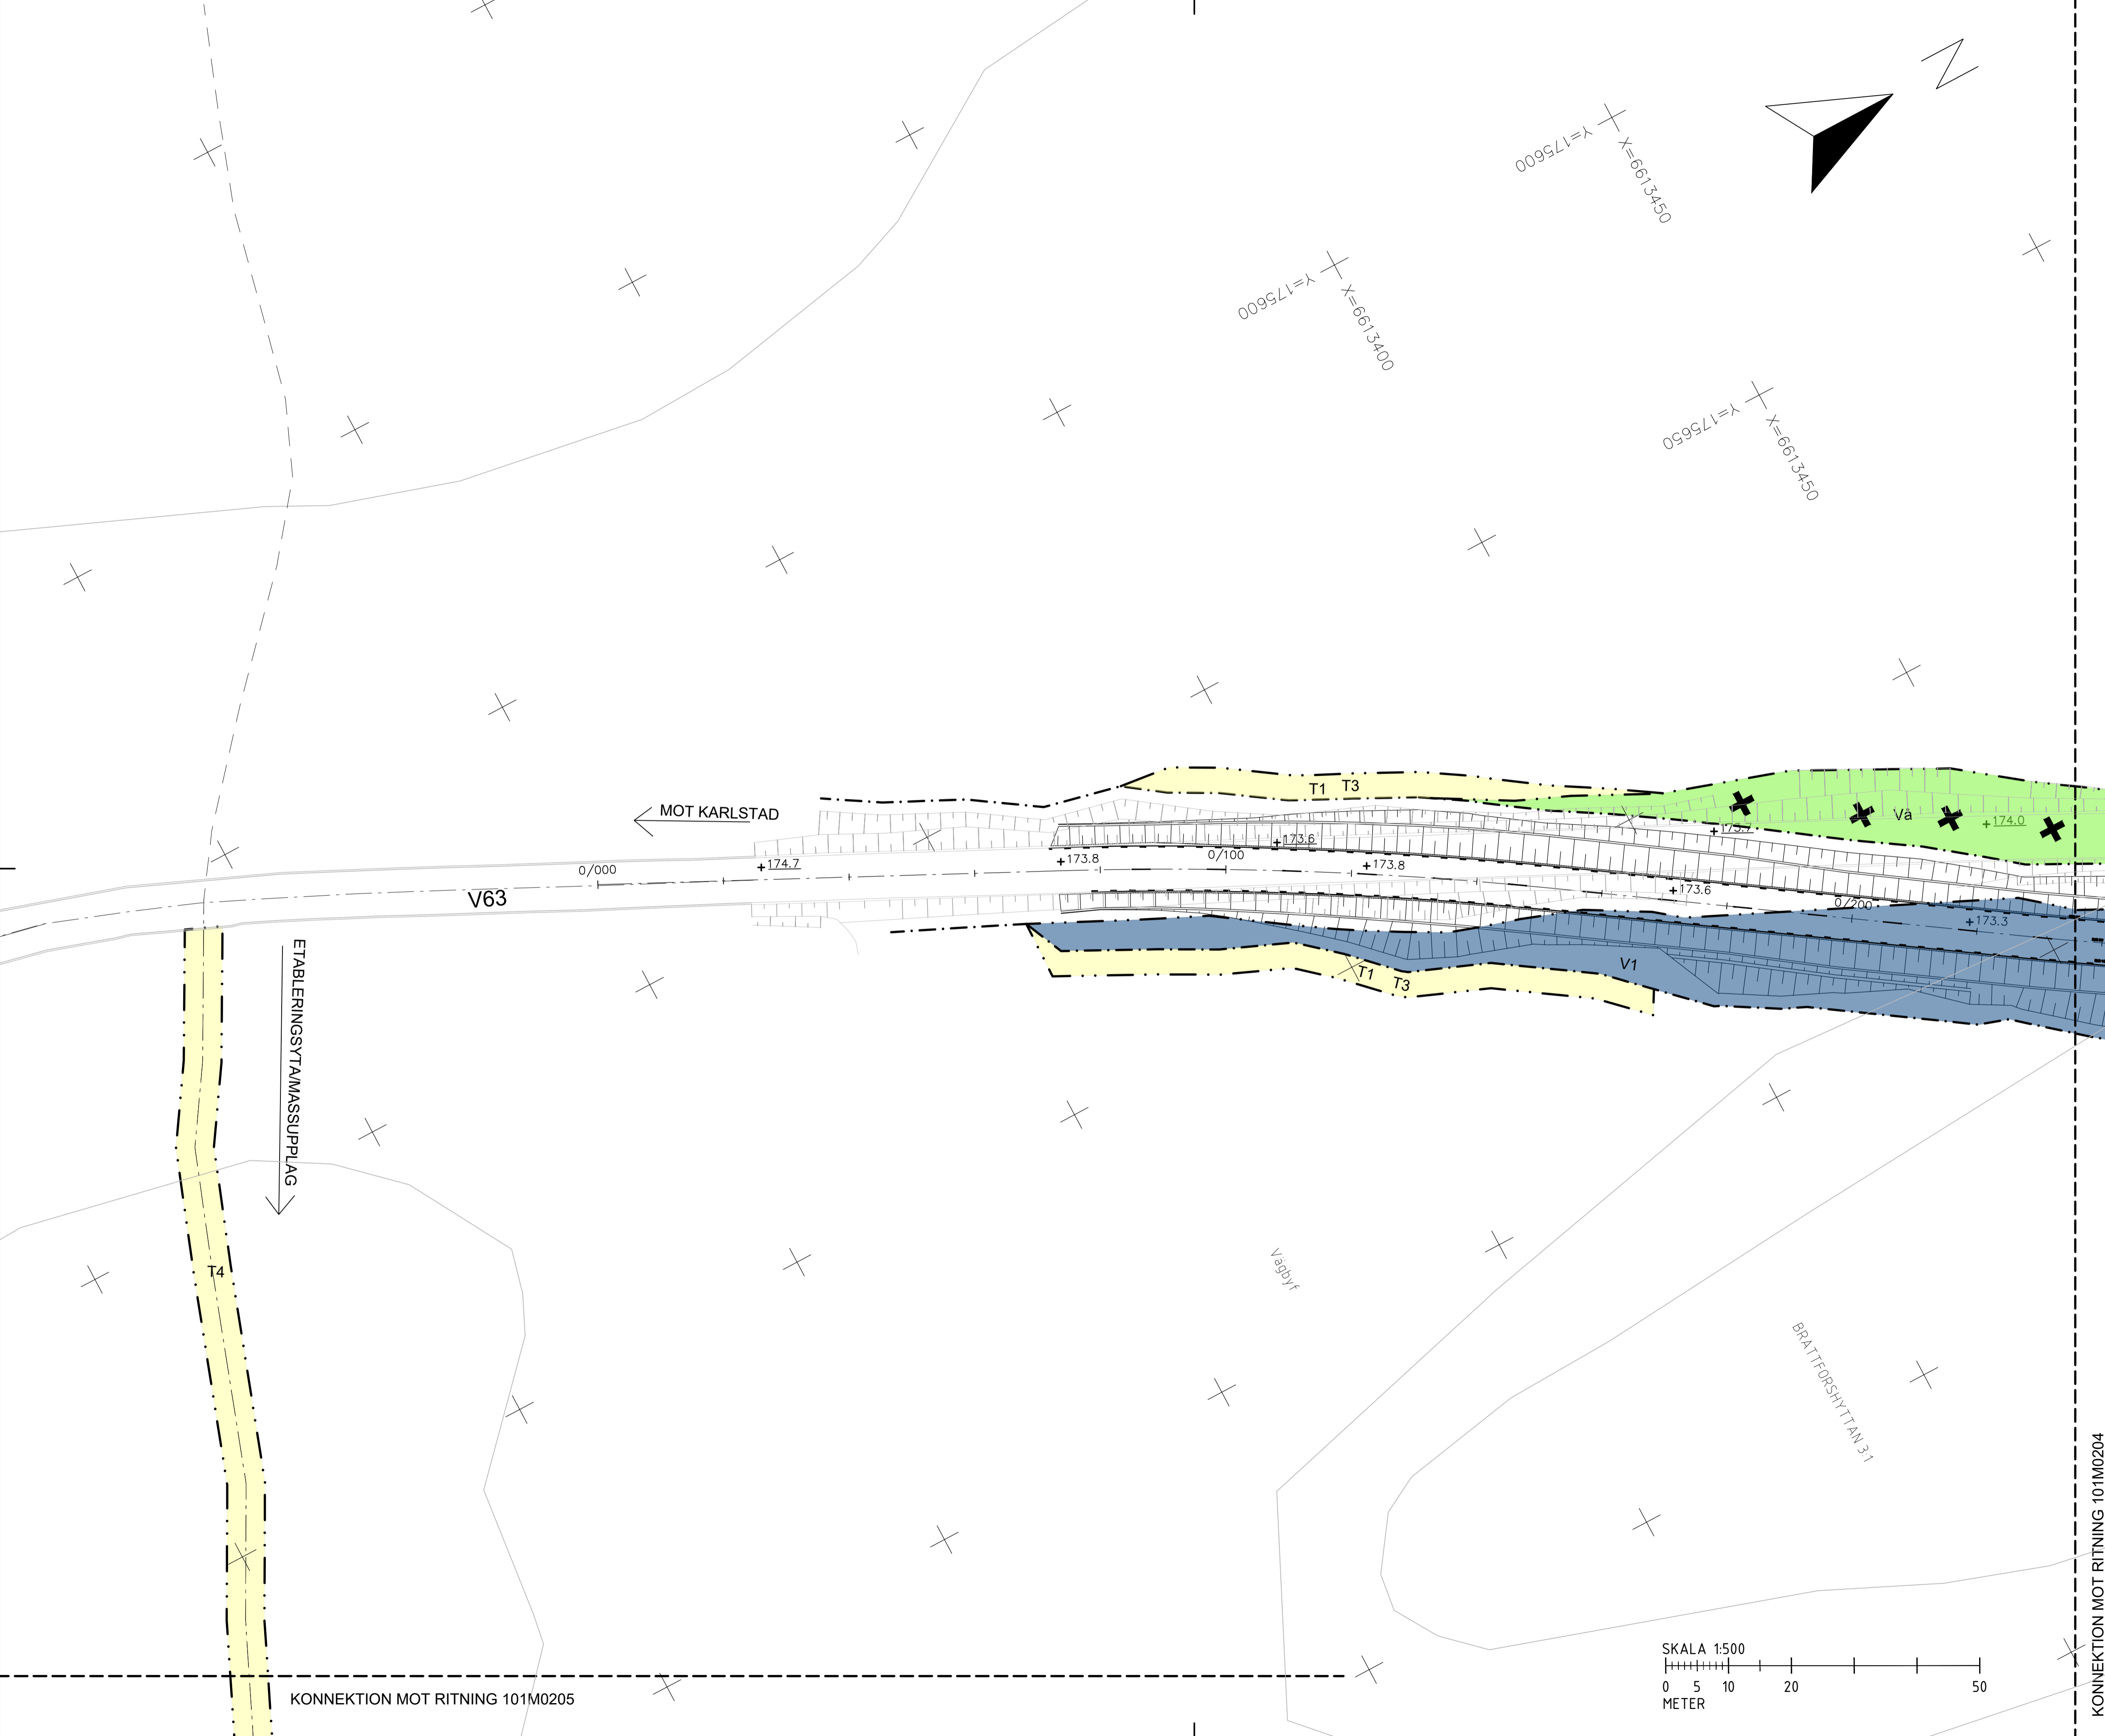 N
Y=175600
X=6613450
Y=175600
X=6613400
Y=175650
X=6613450
T1 T3
MOT KARLSTAD
Vå
174.0
173.6
173.7
0/000
174.7
173.8
0/100
173.8
173.6
V63
0/200
173.3
ETABLERINGSYTA/MASSUPPLAG
T1 T3
V1
T4
Vägbyf
BRATTFORSHYTTAN 3:1
KONNEKTION MOT RITNING 101M0204
SKALA 1:500
0 5 10 20 50
METER
KONNEKTION MOT RITNING 101M0205